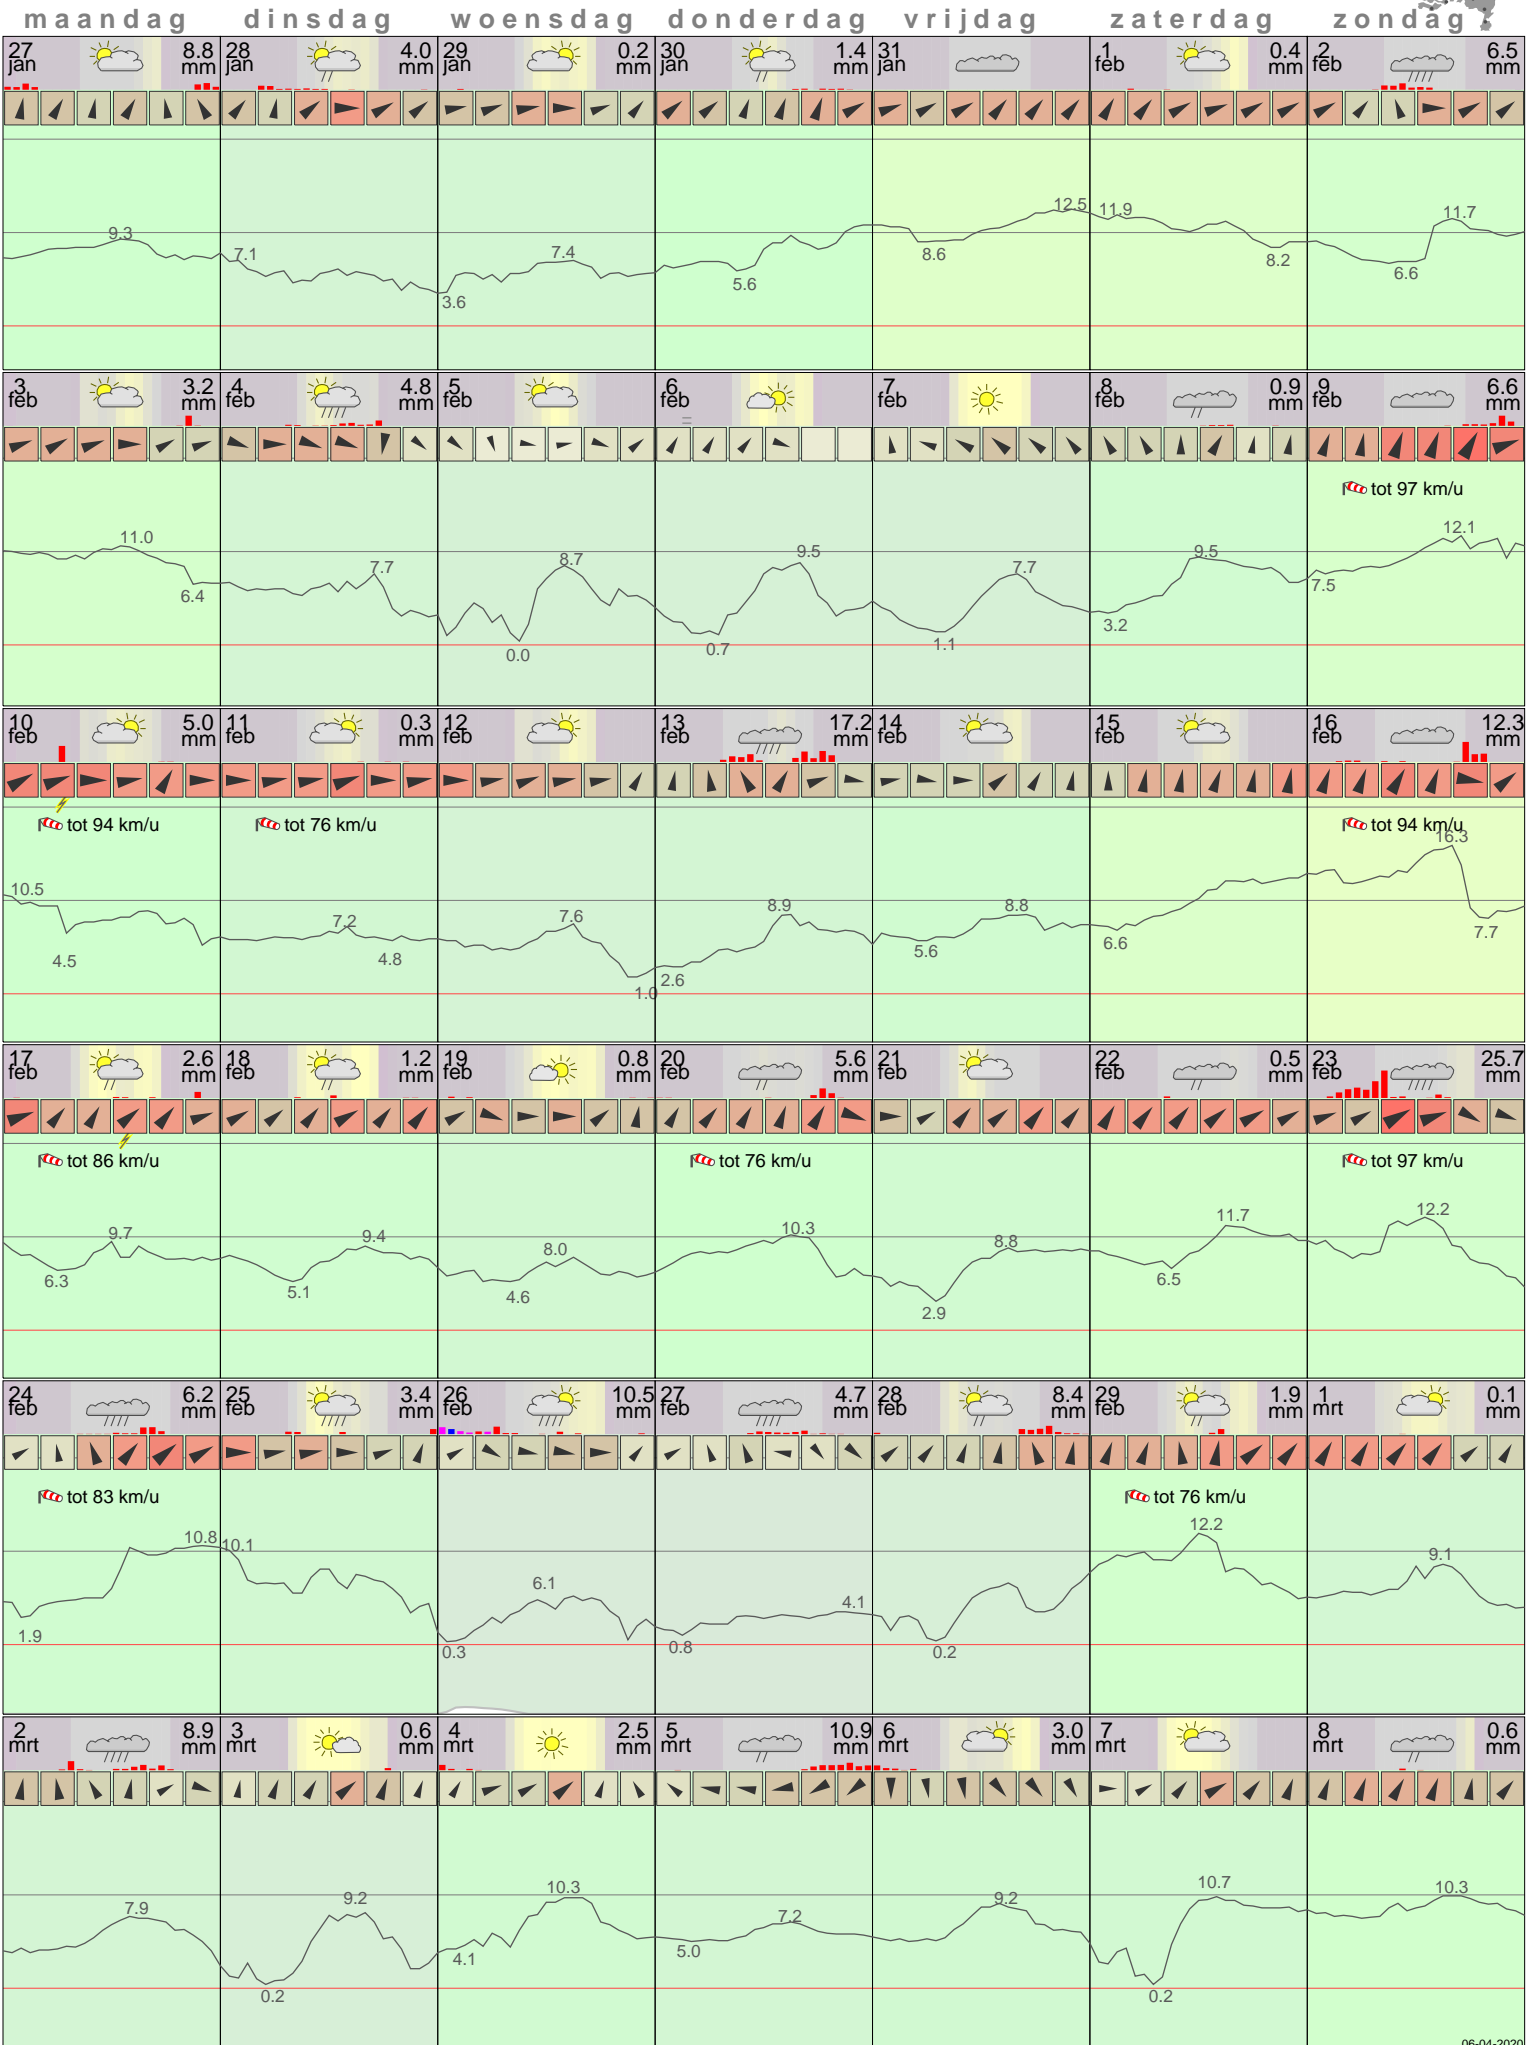 maandag dinsdag woensdag donderdag vrijdag zaterdag zondag
27 jan 8.8 mm 28 jan 4.0 mm 29 jan 0.2 mm 30 jan 1.4 mm 31 jan 1 feb 0.4 mm 2 feb 6.5 mm
9.3 7.1 3.6 7.4 5.6 8.6 12.5 11.9 8.2 6.6 11.7
3 feb 3.2 mm 4 feb 4.8 mm 5 feb 6 feb 7 feb 8 feb 0.9 mm 9 feb 6.6 mm
tot 97 km/u
11.0 6.4 7.7 0.0 8.7 0.7 9.5 1.1 7.7 3.2 9.5 7.5 12.1
10 feb 5.0 mm 11 feb 0.3 mm 12 feb 13 feb 17.2 mm 14 feb 15 feb 16 feb 12.3 mm
tot 94 km/u tot 76 km/u tot 94 km/u
10.5 4.5 7.2 4.8 7.6 1.0 2.6 8.9 5.6 8.8 6.6 16.3 7.7
17 feb 2.6 mm 18 feb 1.2 mm 19 feb 0.8 mm 20 feb 5.6 mm 21 feb 22 feb 0.5 mm 23 feb 25.7 mm
tot 86 km/u tot 76 km/u tot 97 km/u
6.3 9.7 5.1 9.4 4.6 8.0 10.3 2.9 8.8 6.5 11.7 12.2
24 feb 6.2 mm 25 feb 3.4 mm 26 feb 10.5 mm 27 feb 4.7 mm 28 feb 8.4 mm 29 feb 1.9 mm 1 mrt 0.1 mm
tot 83 km/u tot 76 km/u
1.9 10.8 10.1 0.3 6.1 0.8 4.1 0.2 12.2 9.1
2 mrt 8.9 mm 3 mrt 0.6 mm 4 mrt 2.5 mm 5 mrt 10.9 mm 6 mrt 3.0 mm 7 mrt 8 mrt 0.6 mm
7.9 0.2 9.2 4.1 10.3 5.0 7.2 9.2 0.2 10.7 10.3
06-04-2020